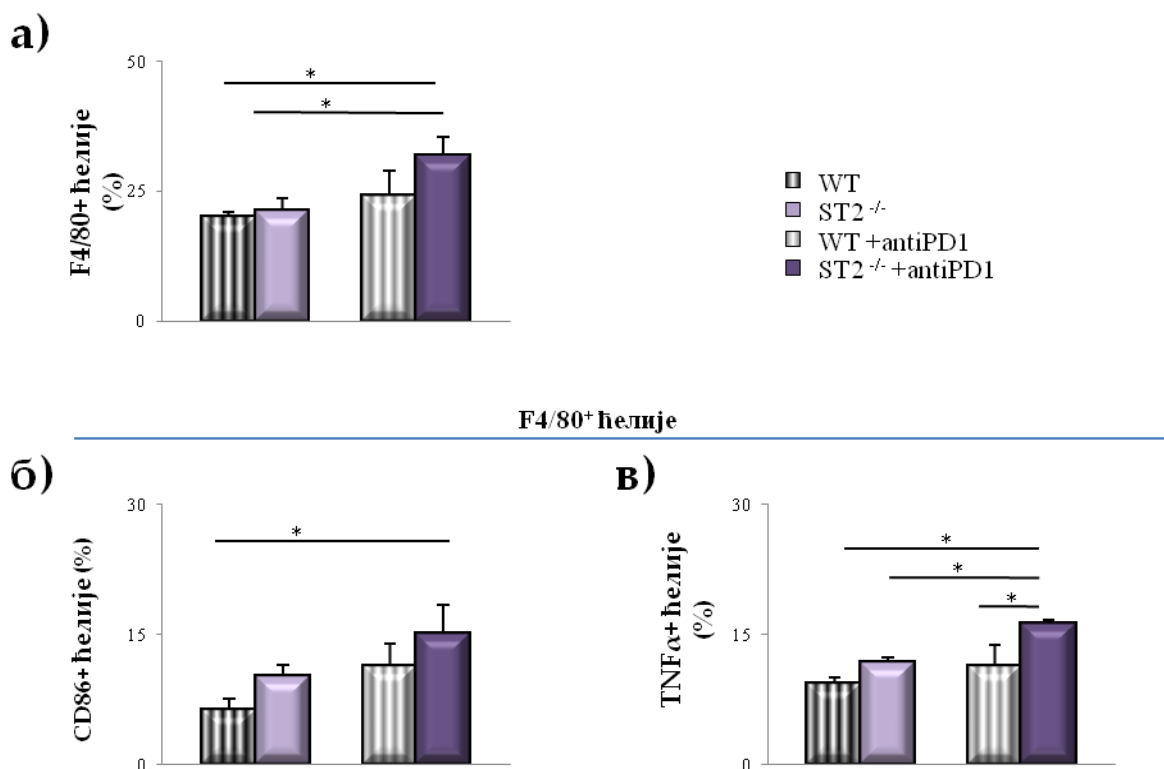 а)
50
25
0
F4/80+ ћелије
(%)
*
*
WT
ST2 -/-
WT +antiPD1
ST2 -/- +antiPD1
F4/80+ ћелије
б)
30
15
0
CD86+ ћелије (%)
*
в)
30
15
0
TNFα+ ћелије
(%)
*
*
*